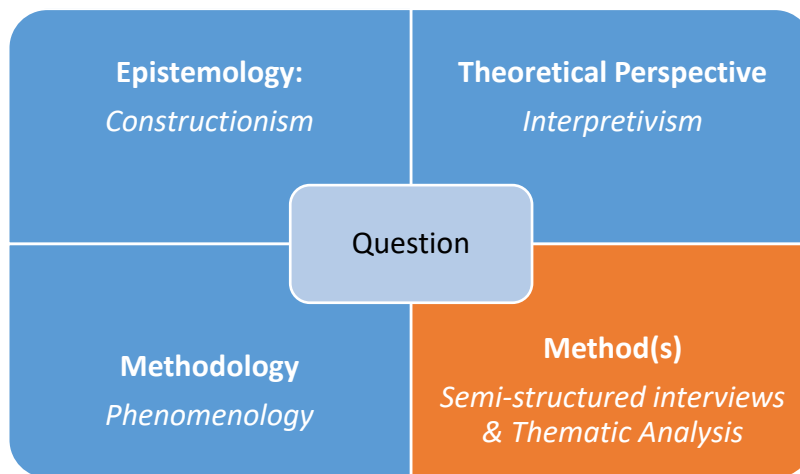 Epistemology:
Constructionism
Theoretical Perspective
Interpretivism
Question
Methodology
Phenomenology
Method(s)
Semi-structured interviews
& Thematic Analysis